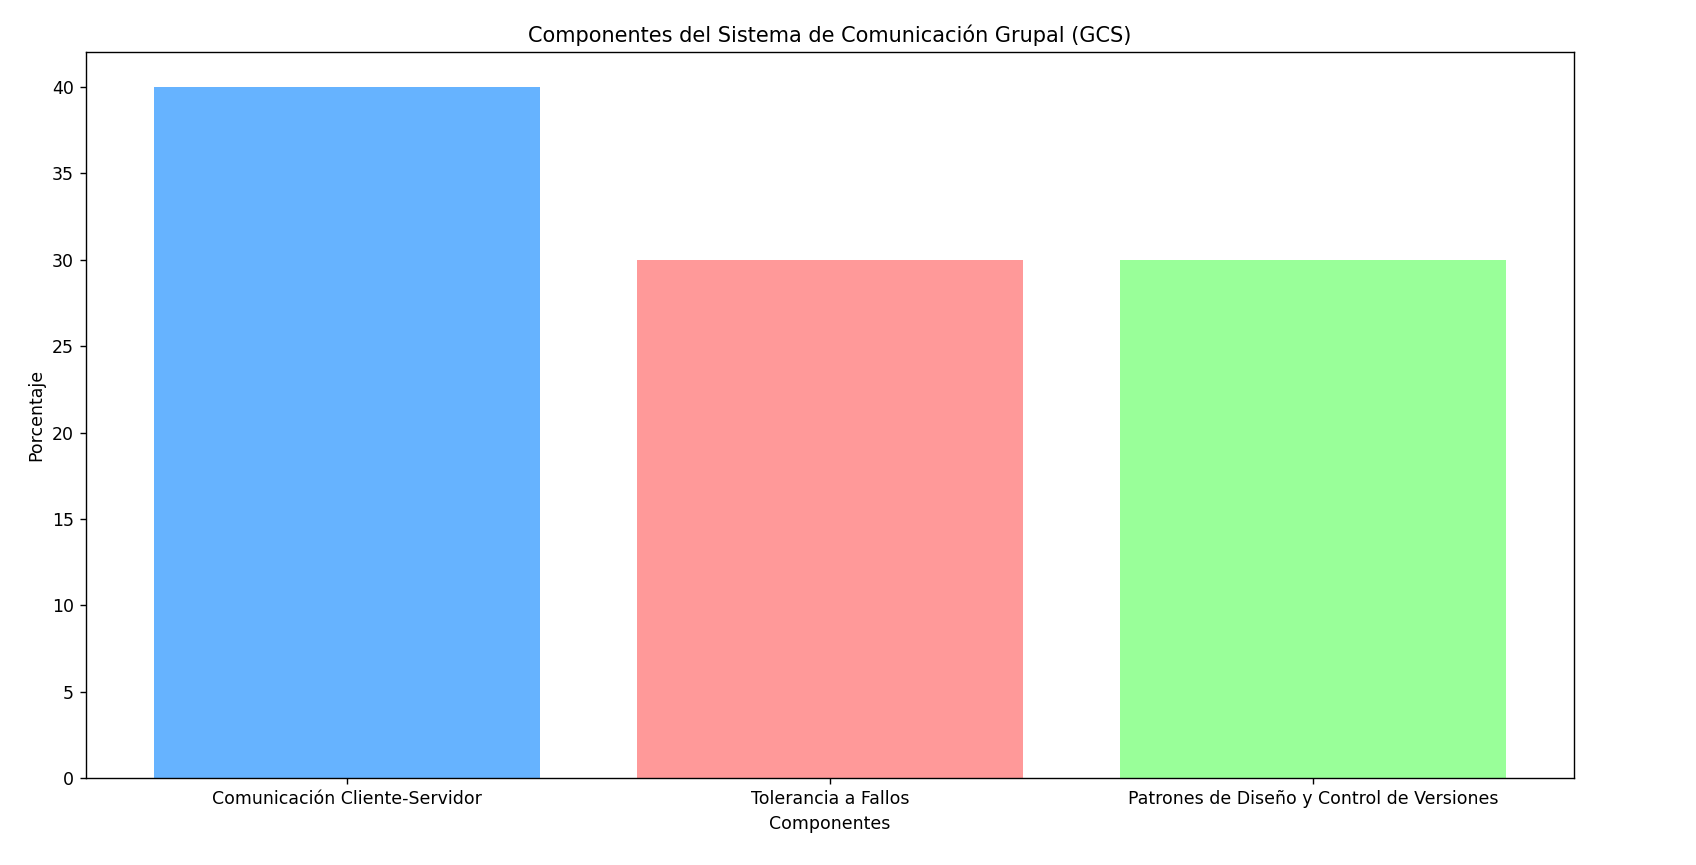 Componentes del Sistema de Comunicación Grupal (GCS)
40
35
30
25
20
15
10
5
0
Porcentaje
Comunicación Cliente-Servidor
Tolerancia a Fallos
Patrones de Diseño y Control de Versiones
Componentes